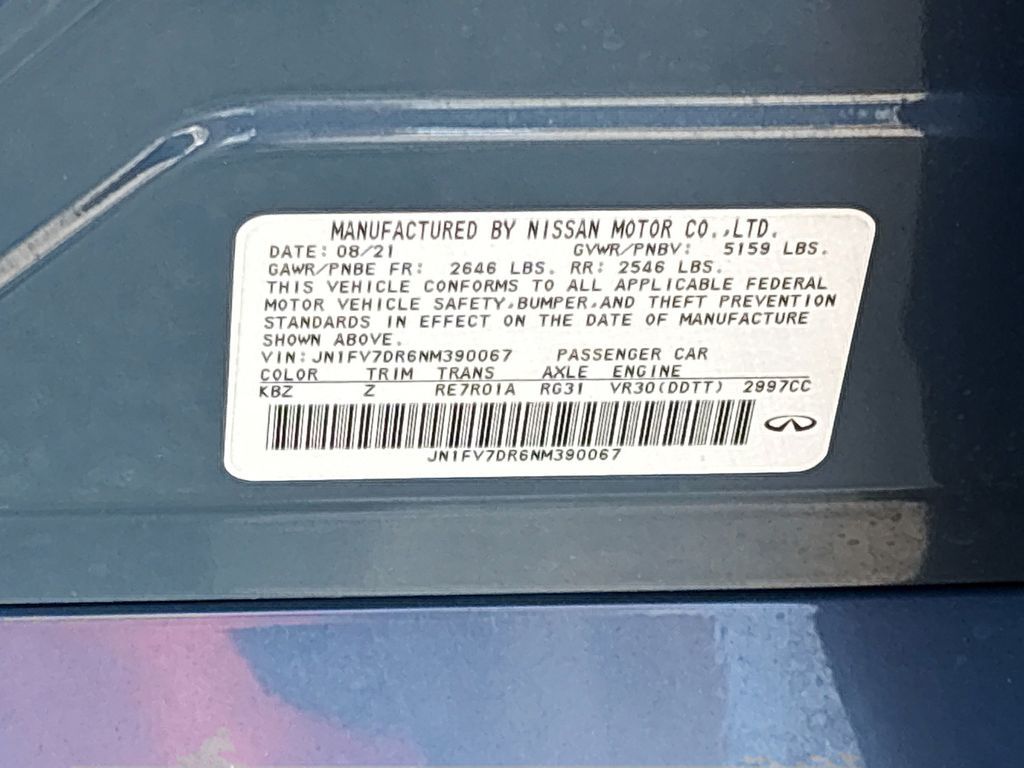 MANUFACTURED BY NISSAN MOTOR CO.,LTD.
DATE: 08/21 GVWR/PNBV: 5159 LBS.
GAWR/PNBE FR: 2646 LBS. RR: 2546 LBS.
THIS VEHICLE CONFORMS TO ALL APPLICABLE FEDERAL
MOTOR VEHICLE SAFETY,BUMPER,AND THEFT PREVENTION
STANDARDS IN EFFECT ON THE DATE OF MANUFACTURE
SHOWN ABOVE.
VIN: JN1FV7DR6NM390067 PASSENGER CAR
COLOR TRIM TRANS AXLE ENGINE
KBZ Z RE7R01A RG31 VR30(DDTT) 2997CC
JN1FV7DR6NM390067